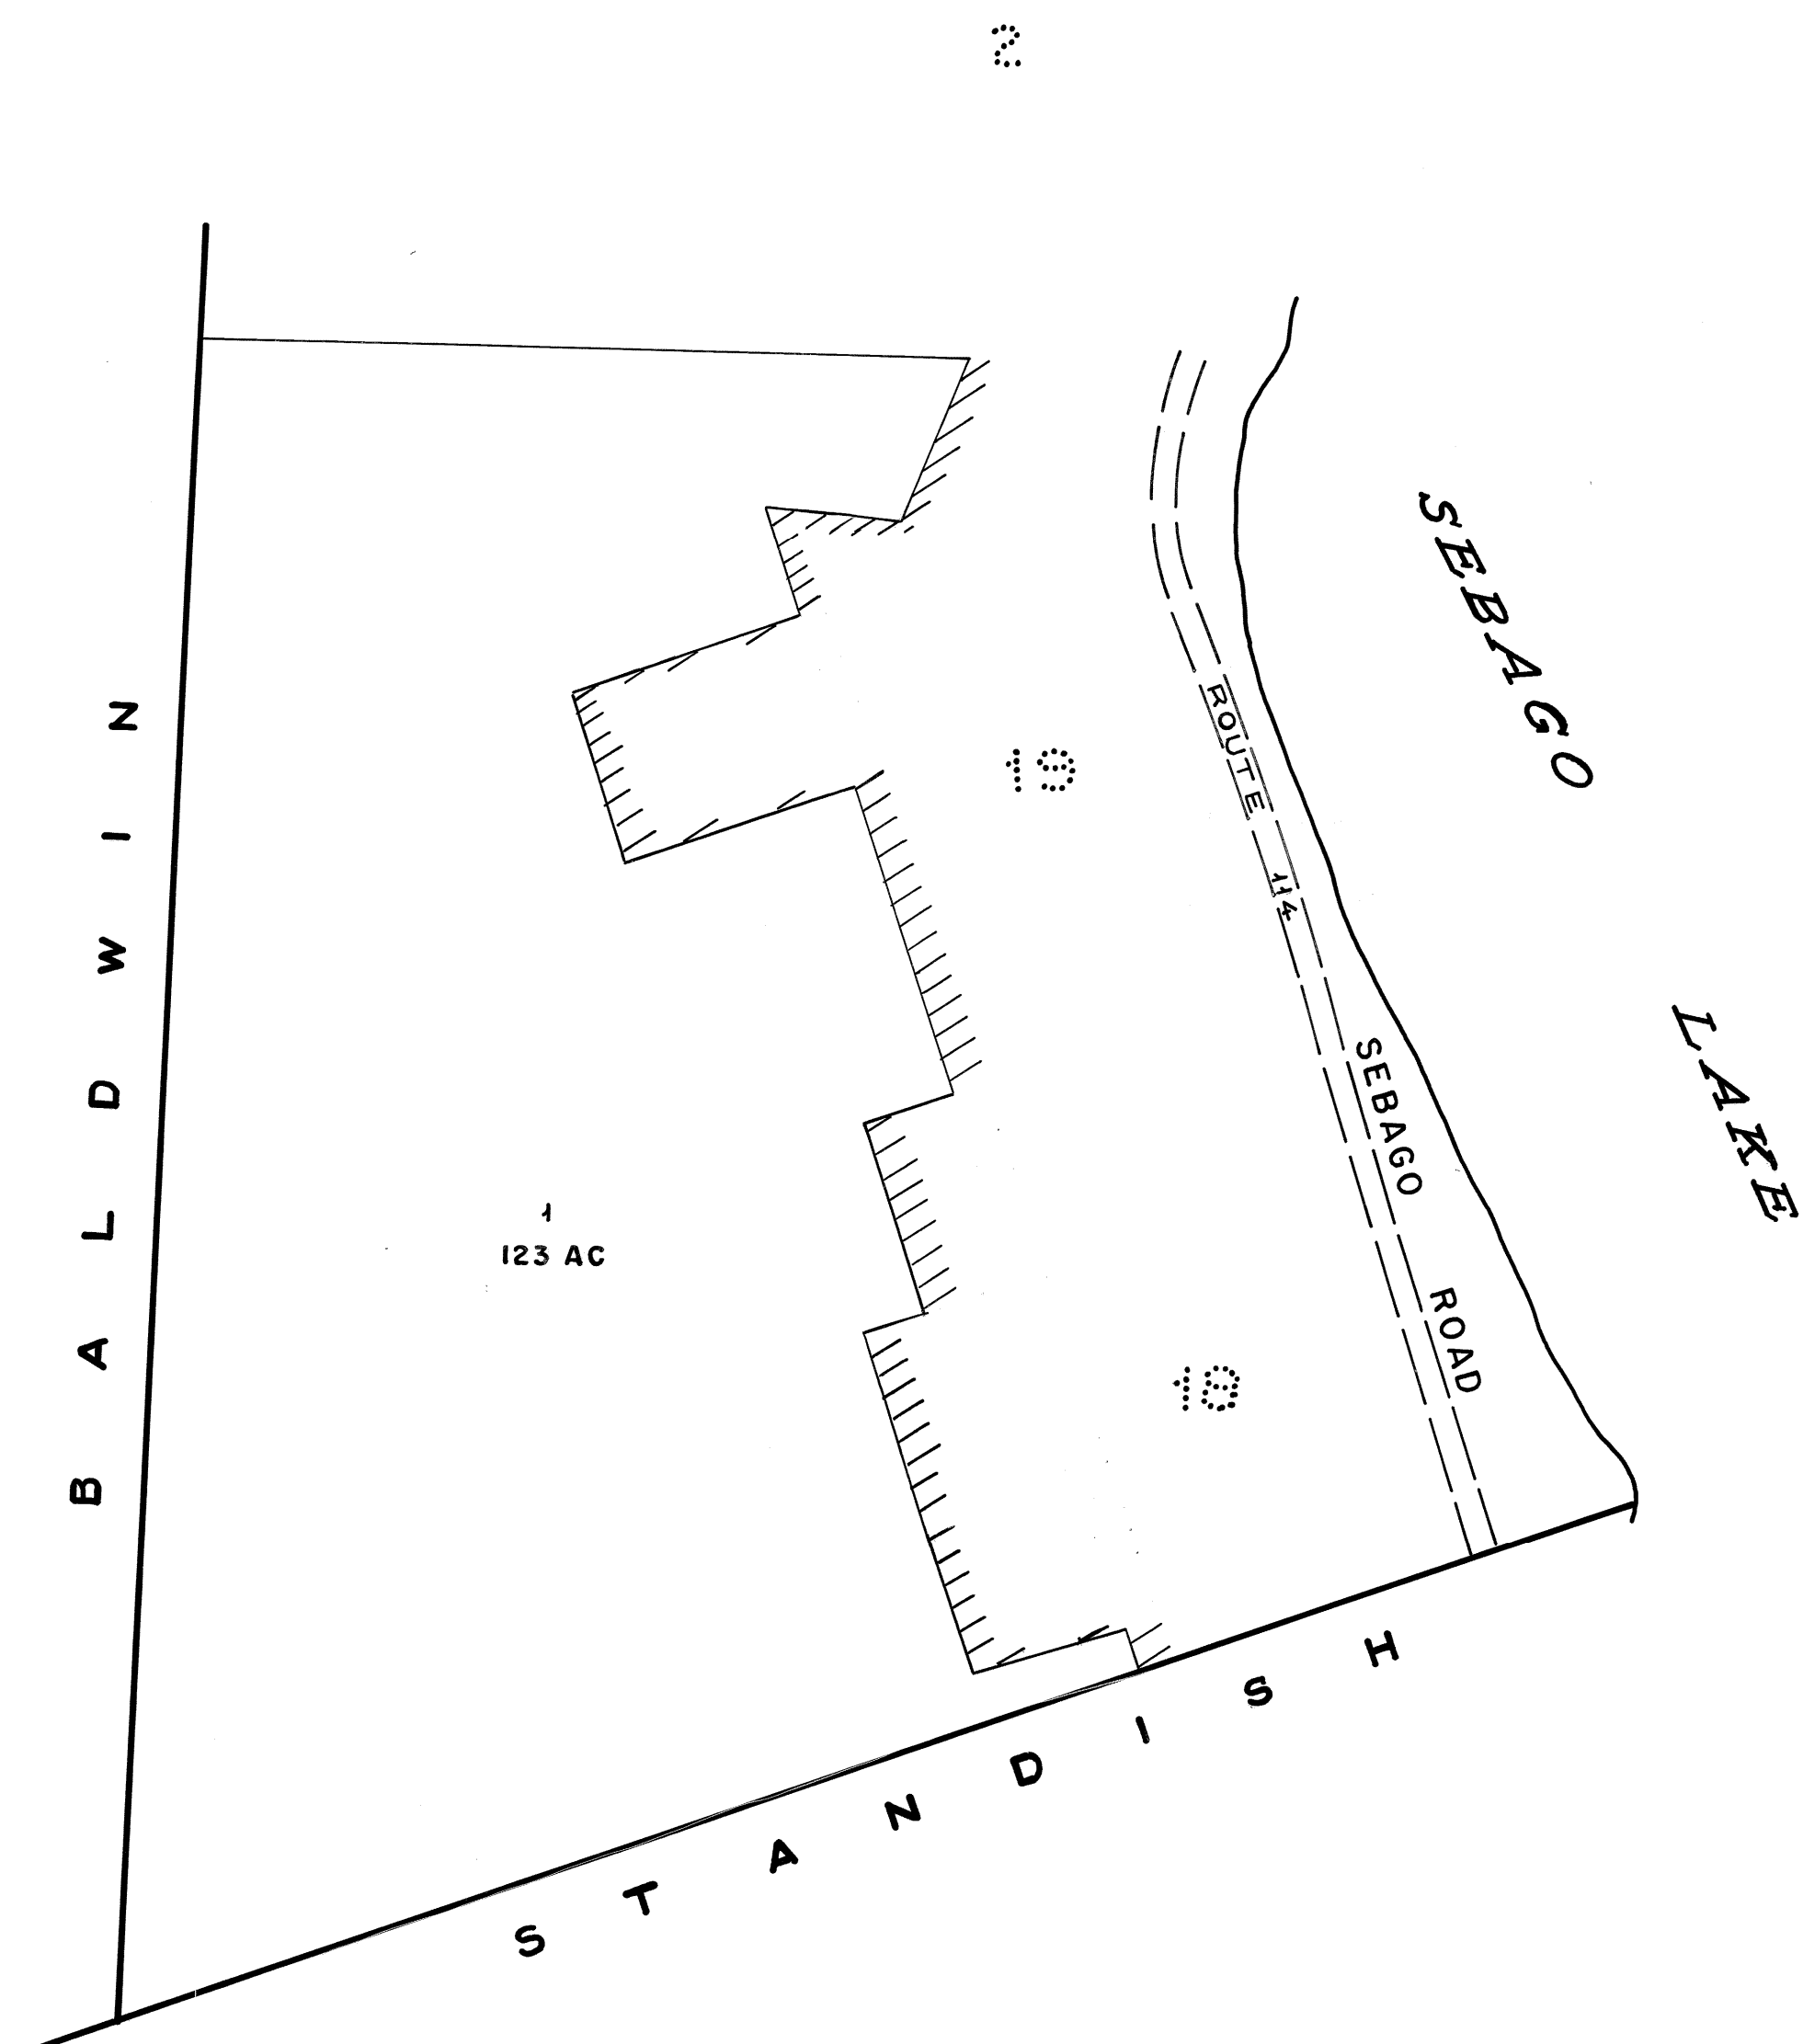 2
BALDWIN
SEBAGO LAKE
19
ROUTE 114
SEBAGO ROAD
1
123 AC
18
STANDISH